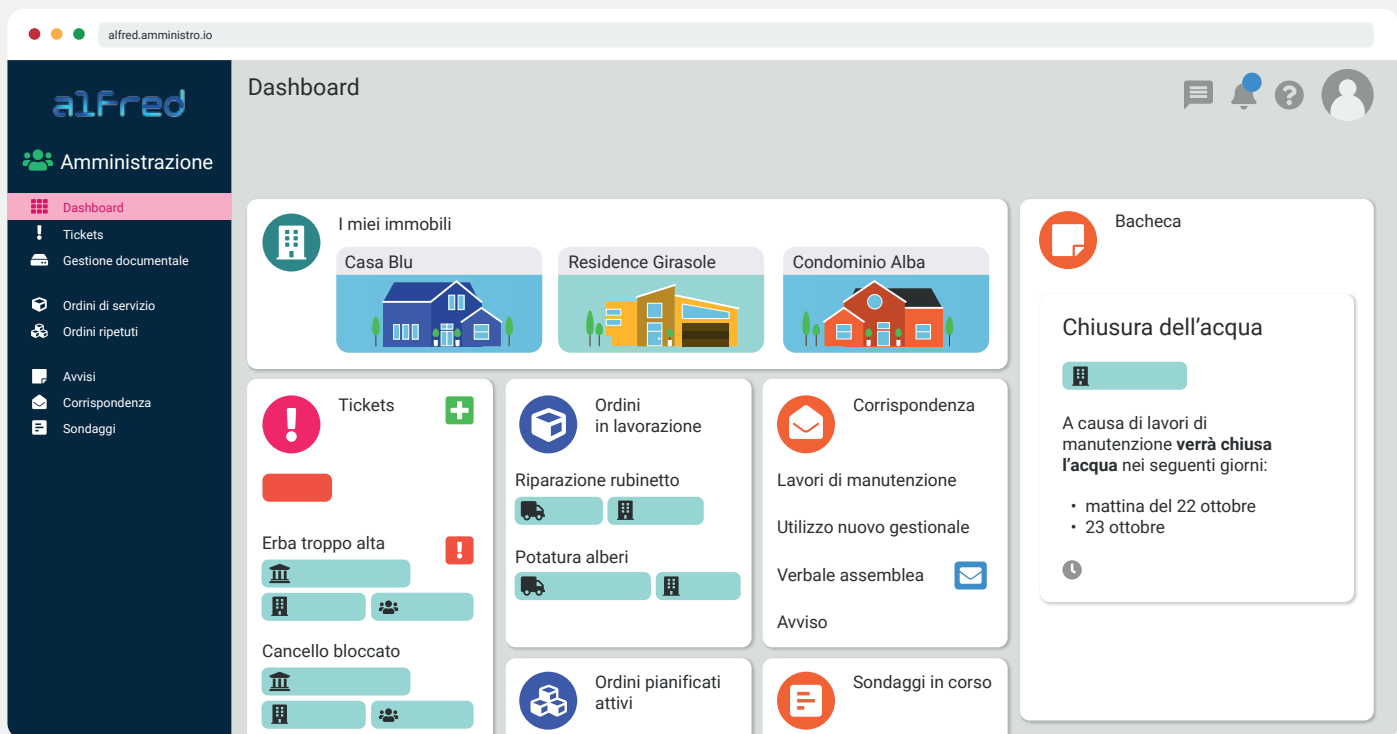 alfred.amministro.io
alfred
Amministrazione
Dashboard
Tickets
Gestione documentale
Ordini di servizio
Ordini ripetuti
Avvisi
Corrispondenza
Sondaggi
Dashboard
I miei immobili
Casa Blu
Residence Girasole
Condominio Alba
Tickets
Erba troppo alta
Cancello bloccato
Ordini
in lavorazione
Riparazione rubinetto
Potatura alberi
Ordini pianificati
attivi
Corrispondenza
Lavori di manutenzione
Utilizzo nuovo gestionale
Verbale assemblea
Avviso
Sondaggi in corso
Bacheca
Chiusura dell’acqua
A causa di lavori di
manutenzione verrà chiusa
l’acqua nei seguenti giorni:
• mattina del 22 ottobre
• 23 ottobre